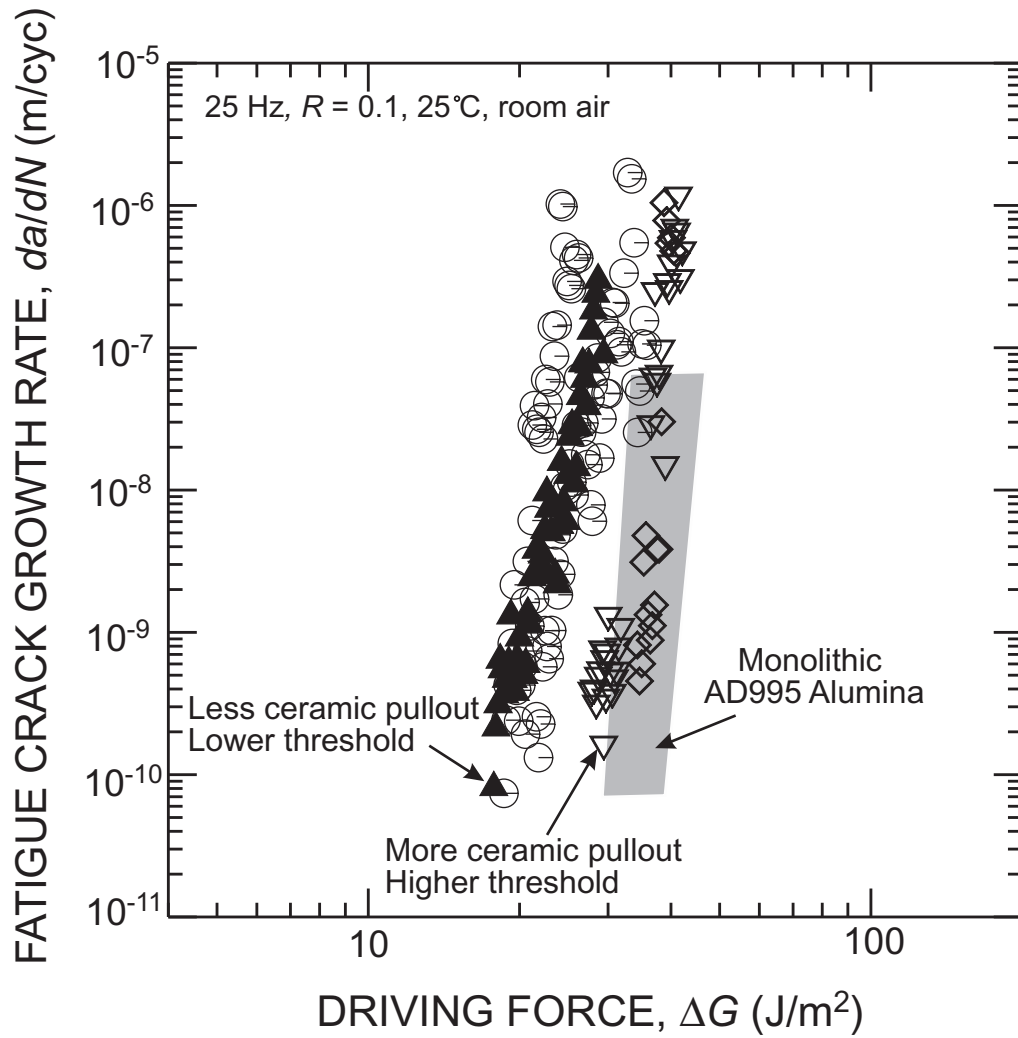 FATIGUE CRACK GROWTH RATE, da/dN (m/cyc)
10⁻⁵
10⁻⁶
10⁻⁷
10⁻⁸
10⁻⁹
10⁻¹⁰
10⁻¹¹
25 Hz, R = 0.1, 25°C, room air
Less ceramic pullout
Lower threshold
Monolithic
AD995 Alumina
More ceramic pullout
Higher threshold
10
100
DRIVING FORCE, ΔG (J/m²)